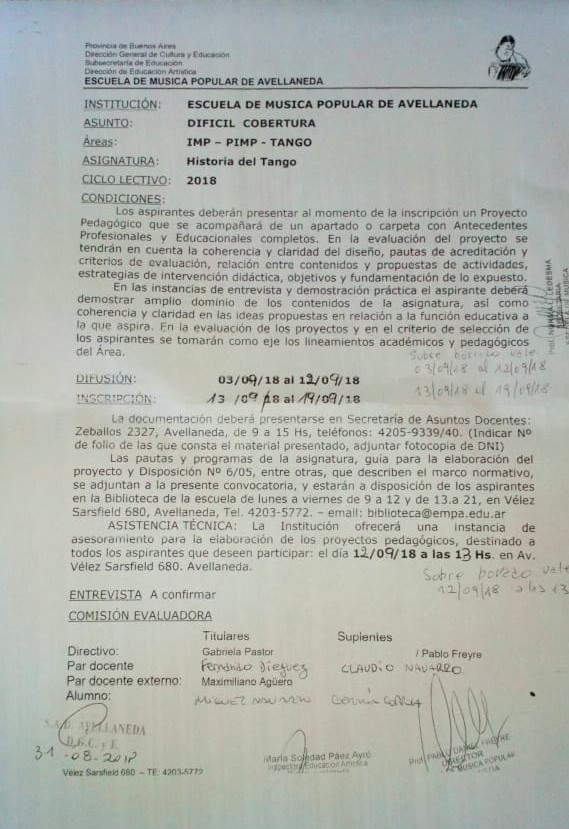 Provincia de Buenos Aires
Dirección General de Cultura y Educación
Subsecretaría de Educación
Dirección de Educación Artística
ESCUELA DE MUSICA POPULAR DE AVELLANEDA
INSTITUCIÓN: ESCUELA DE MUSICA POPULAR DE AVELLANEDA
ASUNTO: DIFICIL COBERTURA
Áreas: IMP – PIMP - TANGO
ASIGNATURA: Historia del Tango
CICLO LECTIVO: 2018
CONDICIONES:
Los aspirantes deberán presentar al momento de la inscripción un Proyecto
Pedagógico que se acompañará de un apartado o carpeta con Antecedentes
Profesionales y Educacionales completos. En la evaluación del proyecto se
tendrán en cuenta la coherencia y claridad del diseño, pautas de acreditación y
criterios de evaluación, relación entre contenidos y propuestas de actividades,
estrategias de intervención didáctica, objetivos y fundamentación de lo expuesto.
En las instancias de entrevista y demostración práctica el aspirante deberá
demostrar amplio dominio de los contenidos de la asignatura, así como
coherencia y claridad en las ideas propuestas en relación a la función educativa a
la que aspira. En la evaluación de los proyectos y en el criterio de selección de
los aspirantes se tomarán como eje los lineamientos académicos y pedagógicos
del Área.
Sobre borrado vale
03/09/18 al 12/09/18
13/09/18 al 19/09/18
DIFUSIÓN: 03/09/18 al 12/09/18
INSCRIPCIÓN: 13 /09/18 al 19/09/18
La documentación deberá presentarse en Secretaría de Asuntos Docentes:
Zeballos 2327, Avellaneda, de 9 a 15 Hs, teléfonos: 4205-9339/40. (Indicar Nº
de folio de las que consta el material presentado, adjuntar fotocopia de DNI)
Las pautas y programas de la asignatura, guía para la elaboración del
proyecto y Disposición Nº 6/05, entre otras, que describen el marco normativo,
se adjuntan a la presente convocatoria, y estarán a disposición de los aspirantes
en la Biblioteca de la escuela de lunes a viernes de 9 a 12 y de 13.a 21, en Vélez
Sarsfield 680, Avellaneda, Tel. 4203-5772. – email: biblioteca@empa.edu.ar
ASISTENCIA TÉCNICA: La Institución ofrecerá una instancia de
asesoramiento para la elaboración de los proyectos pedagógicos, destinado a
todos los aspirantes que deseen participar: el día 12/09/18 a las 13 Hs. en Av.
Vélez Sarsfield 680. Avellaneda.
Sobre borrado vale
12/09/18 a las 13
ENTREVISTA A confirmar
COMISIÓN EVALUADORA
Titulares Suplentes
Directivo: Gabriela Pastor / Pablo Freyre
Par docente Fernando Dieguez CLAUDIO NAVARRO
Par docente externo: Maximiliano Agüero
Alumno: MIGUEZ NAVARRO
S.A.D. AVELLANEDA
D.G.C. y E.
31-08-2018
María Soledad Páez Ayró
Inspectora Educación Artística
DIRECTOR
Vélez Sarsfield 680 – TE: 4203-5772